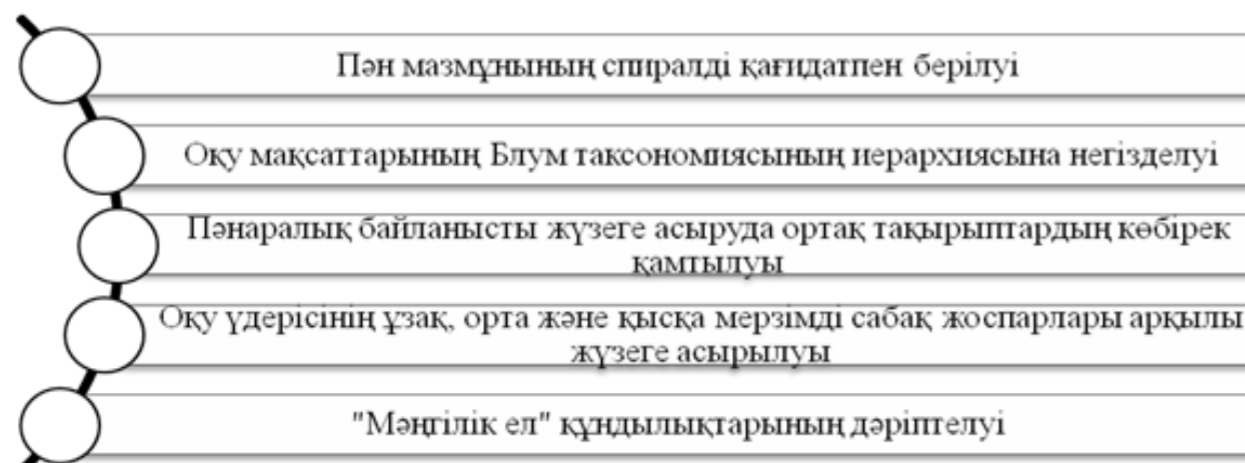 Пән мазмұнының спиралді қағидатпен берілуі
Оқу мақсаттарының Блум таксономиясының иерархиясына негізделуі
Пәнаралық байланысты жүзеге асыруда ортақ тақырыптардың көбірек
қамтылуы
Оқу үдерісінің ұзақ, орта және қысқа мерзімді сабақ жоспарлары арқылы
жүзеге асырылуы
"Мәңгілік ел" құндылықтарының дәріптелуі